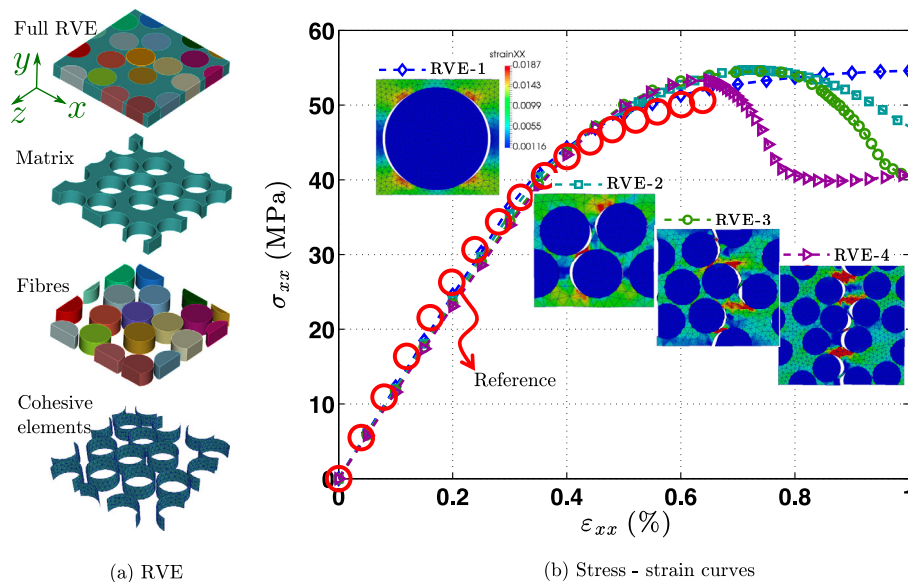 Full RVE
y
x
z
Matrix
Fibres
Cohesive
elements
(a) RVE
60
50
40
30
20
10
0
σxx (MPa)
strainXX
0.0187
0.0143
0.0099
0.0055
0.00116
RVE-1
RVE-2
RVE-3
RVE-4
Reference
0
0.2
0.4
0.6
0.8
1
εxx (%)
(b) Stress - strain curves